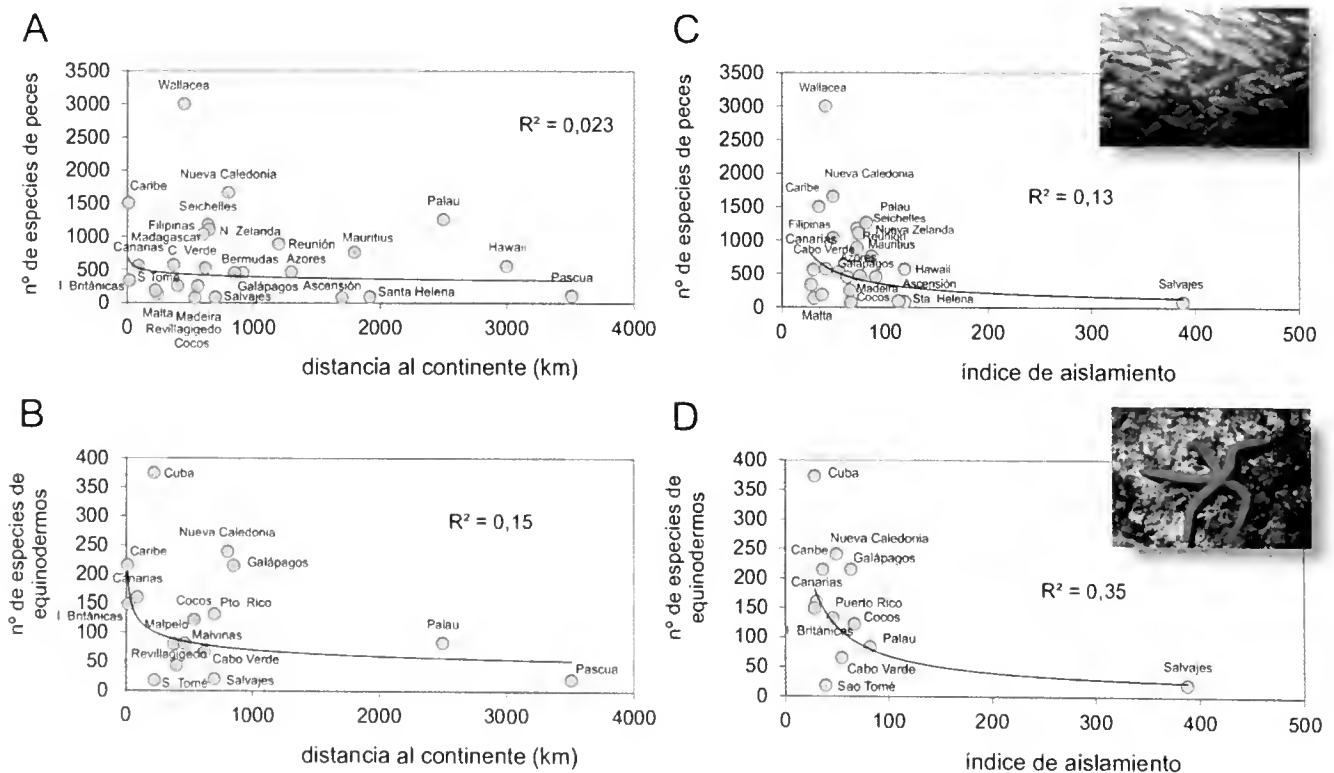 A
nº de especies de peces
3500
3000
2500
2000
1500
1000
500
0
Wallacea
R² = 0,023
Nueva Caledonia
Caribe
Seichelles
Palau
Filipinas
N. Zelanda
Madagascar
Reunión
Mauritius
Hawaii
Canarias
C. Verde
Bermudas
Azores
Pascua
S Tomé
I Británicas
Galápagos
Ascensión
Salvajes
Santa Helena
Malta
Madeira
Revillagigedo
Cocos
0
1000
2000
3000
4000
distancia al continente (km)
C
nº de especies de peces
3500
3000
2500
2000
1500
1000
500
0
Wallacea
Nueva Caledonia
R² = 0,13
Caribe
Palau
Seichelles
Filipinas
Nueva Zelanda
Canarias
Reunión
Cabo Verde
Mauritius
Azores
Galápagos
Hawaii
Salvajes
Madeira
Ascensión
Cocos
Sta Helena
Malta
0
100
200
300
400
500
índice de aislamiento
B
nº de especies de
equinodermos
400
350
300
250
200
150
100
50
0
Cuba
R² = 0,15
Nueva Caledonia
Caribe
Galápagos
Canarias
Cocos
Pto Rico
I Británicas
Malpelo
Malvinas
Revillagigedo
Cabo Verde
Pascua
S Tomé
Salvajes
0
1000
2000
3000
4000
distancia al continente (km)
D
nº de especies de
equinodermos
400
350
300
250
200
150
100
50
0
Cuba
Nueva Caledonia
Caribe
Galápagos
R² = 0,35
Canarias
Puerto Rico
Cocos
I Británicas
Palau
Cabo Varde
Salvajes
Sao Tomé
0
100
200
300
400
500
índice de aislamiento
Palau